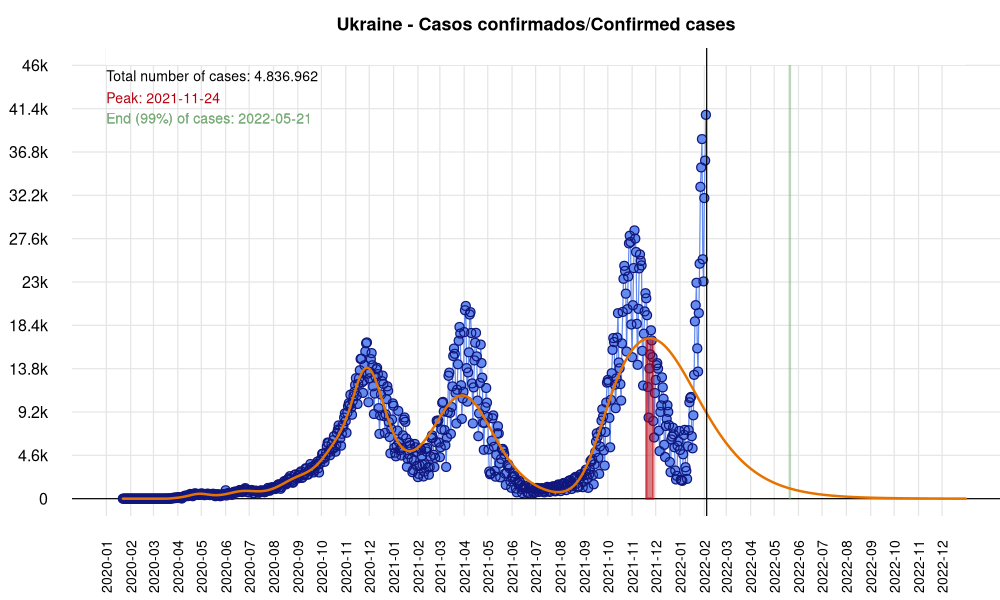 Ukraine - Casos confirmados/Confirmed cases
Total number of cases: 4.836.962
Peak: 2021-11-24
End (99%) of cases: 2022-05-21
46k
41.4k
36.8k
32.2k
27.6k
23k
18.4k
13.8k
9.2k
4.6k
0
2020-01
2020-02
2020-03
2020-04
2020-05
2020-06
2020-07
2020-08
2020-09
2020-10
2020-11
2020-12
2021-01
2021-02
2021-03
2021-04
2021-05
2021-06
2021-07
2021-08
2021-09
2021-10
2021-11
2021-12
2022-01
2022-02
2022-03
2022-04
2022-05
2022-06
2022-07
2022-08
2022-09
2022-10
2022-11
2022-12